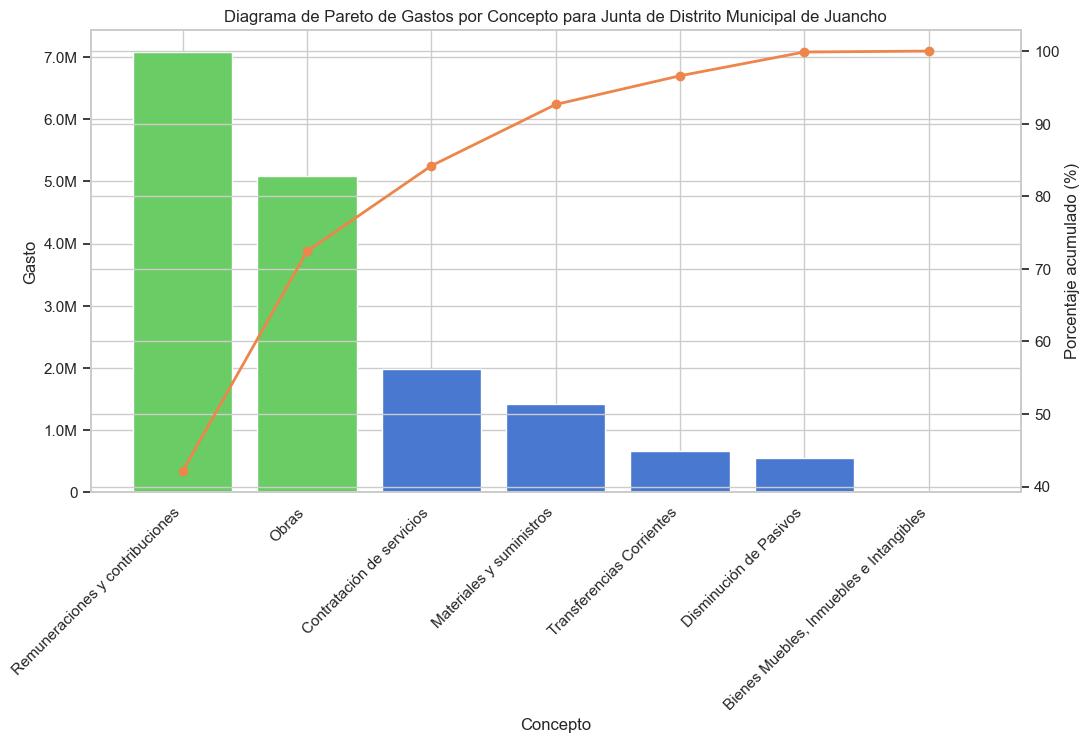 Diagrama de Pareto de Gastos por Concepto para Junta de Distrito Municipal de Juancho
Gasto
7.0M
6.0M
5.0M
4.0M
3.0M
2.0M
1.0M
0
Porcentaje acumulado (%)
100
90
80
70
60
50
40
Remuneraciones y contribuciones
Obras
Contratación de servicios
Materiales y suministros
Transferencias Corrientes
Disminución de Pasivos
Bienes Muebles, Inmuebles e Intangibles
Concepto